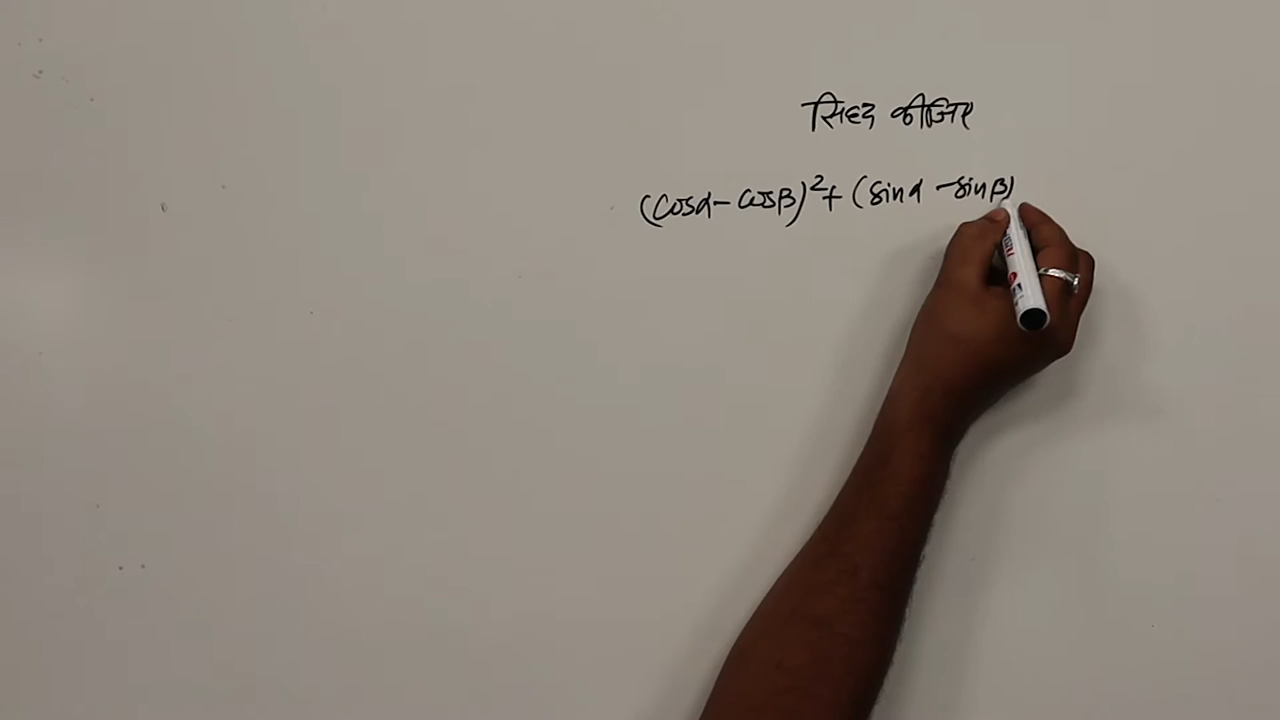 सिद्ध कीजिए
(cosα - cosβ)² + (sinα - sinβ)